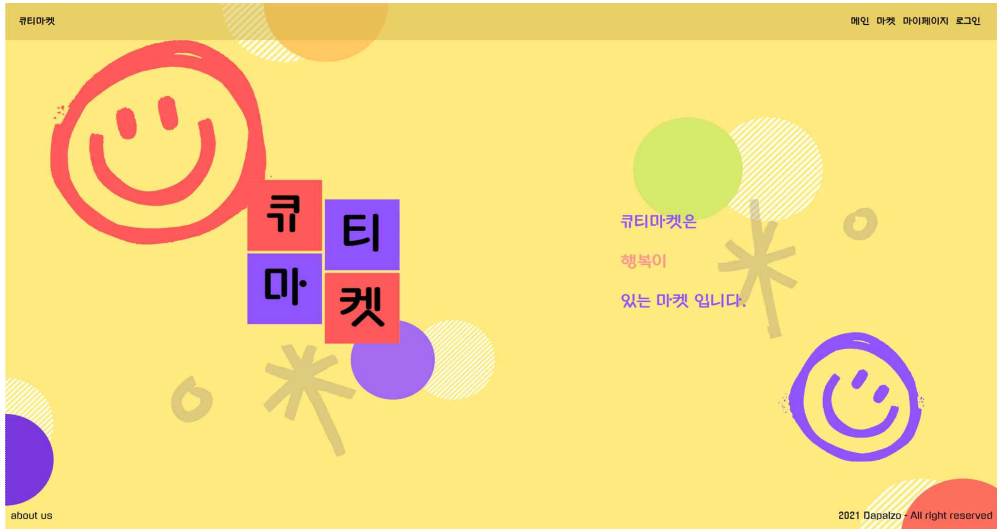 큐티마켓
메인 마켓 마이페이지 로그인
큐티
마켓
큐티마켓은
행복이
있는 마켓 입니다.
about us
2021 Dapalzo - All right reserved